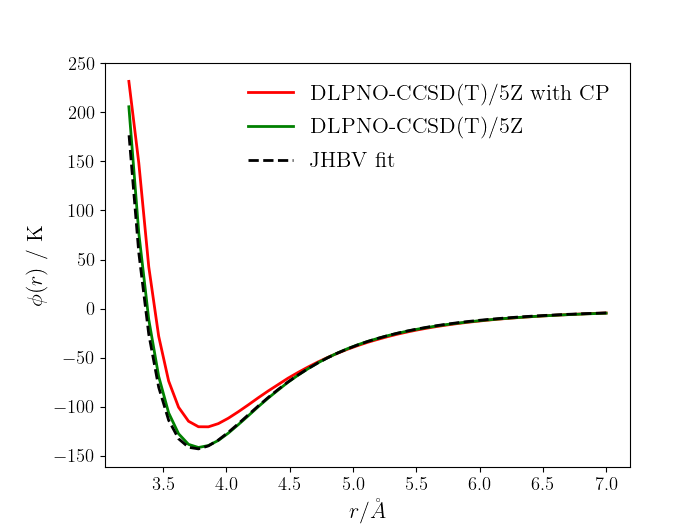 250
200
150
100
50
0
−50
−100
−150
ϕ(r) / K
DLPNO-CCSD(T)/5Z with CP
DLPNO-CCSD(T)/5Z
JHBV fit
3.5 4.0 4.5 5.0 5.5 6.0 6.5 7.0
r/Å